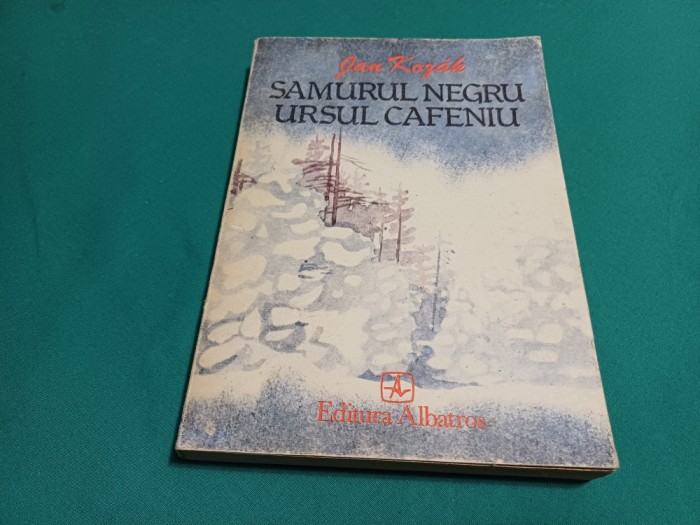 Jan Kozák
SAMURUL NEGRU
URSUL CAFENIU
Editura Albatros